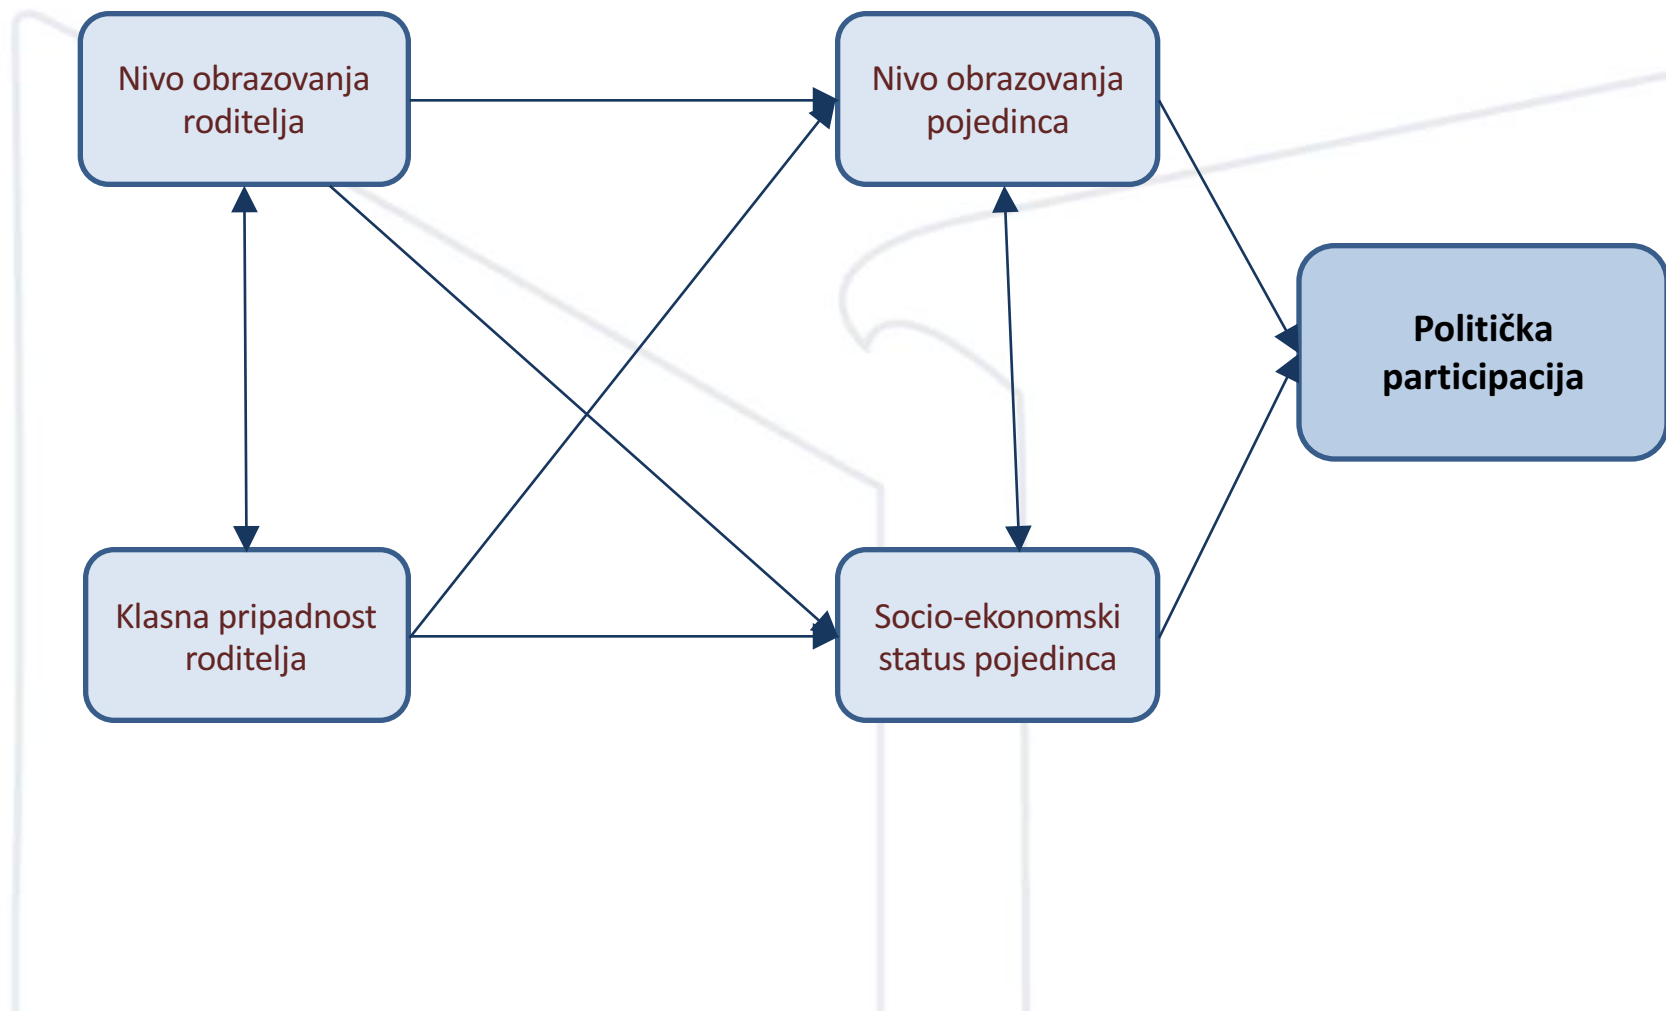 Nivo obrazovanja
roditelja
Nivo obrazovanja
pojedinca
Politička
participacija
Klasna pripadnost
roditelja
Socio-ekonomski
status pojedinca